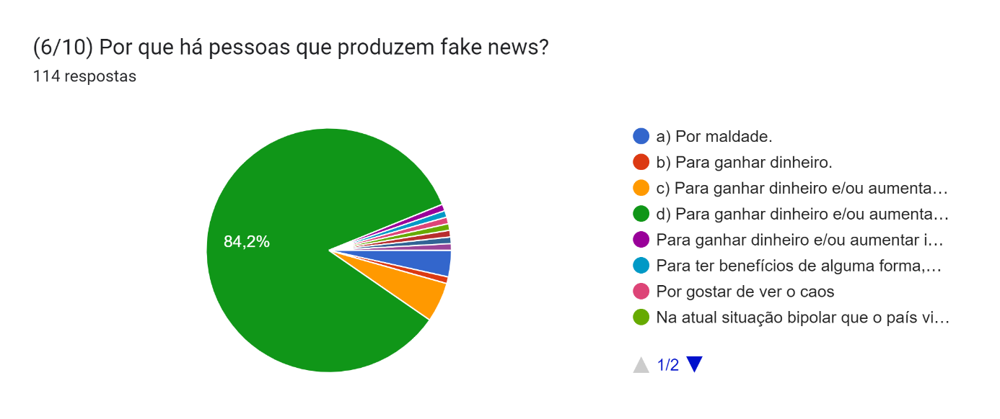 (6/10) Por que há pessoas que produzem fake news?
114 respostas
84,2%
a) Por maldade.
b) Para ganhar dinheiro.
c) Para ganhar dinheiro e/ou aumenta…
d) Para ganhar dinheiro e/ou aumenta…
Para ganhar dinheiro e/ou aumentar i…
Para ter benefícios de alguma forma,…
Por gostar de ver o caos
Na atual situação bipolar que o país vi…
1/2